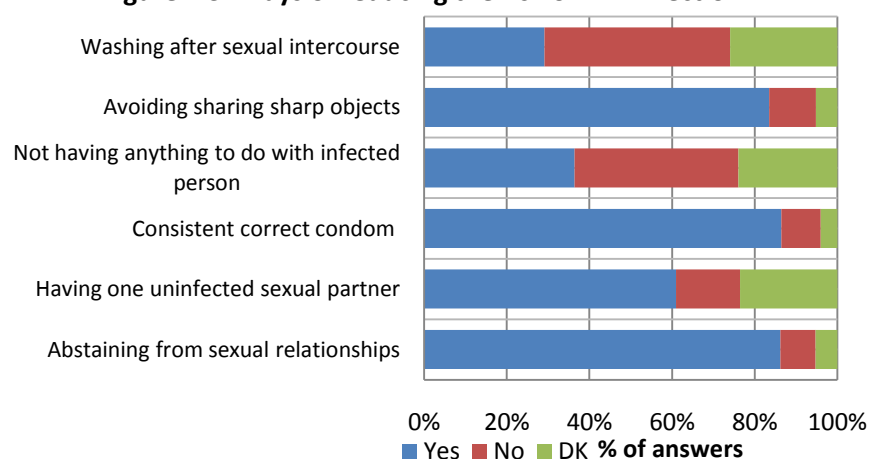 Washing after sexual intercourse
Avoiding sharing sharp objects
Not having anything to do with infected
person
Consistent correct condom
Having one uninfected sexual partner
Abstaining from sexual relationships
0% 20% 40% 60% 80% 100%
Yes No DK % of answers